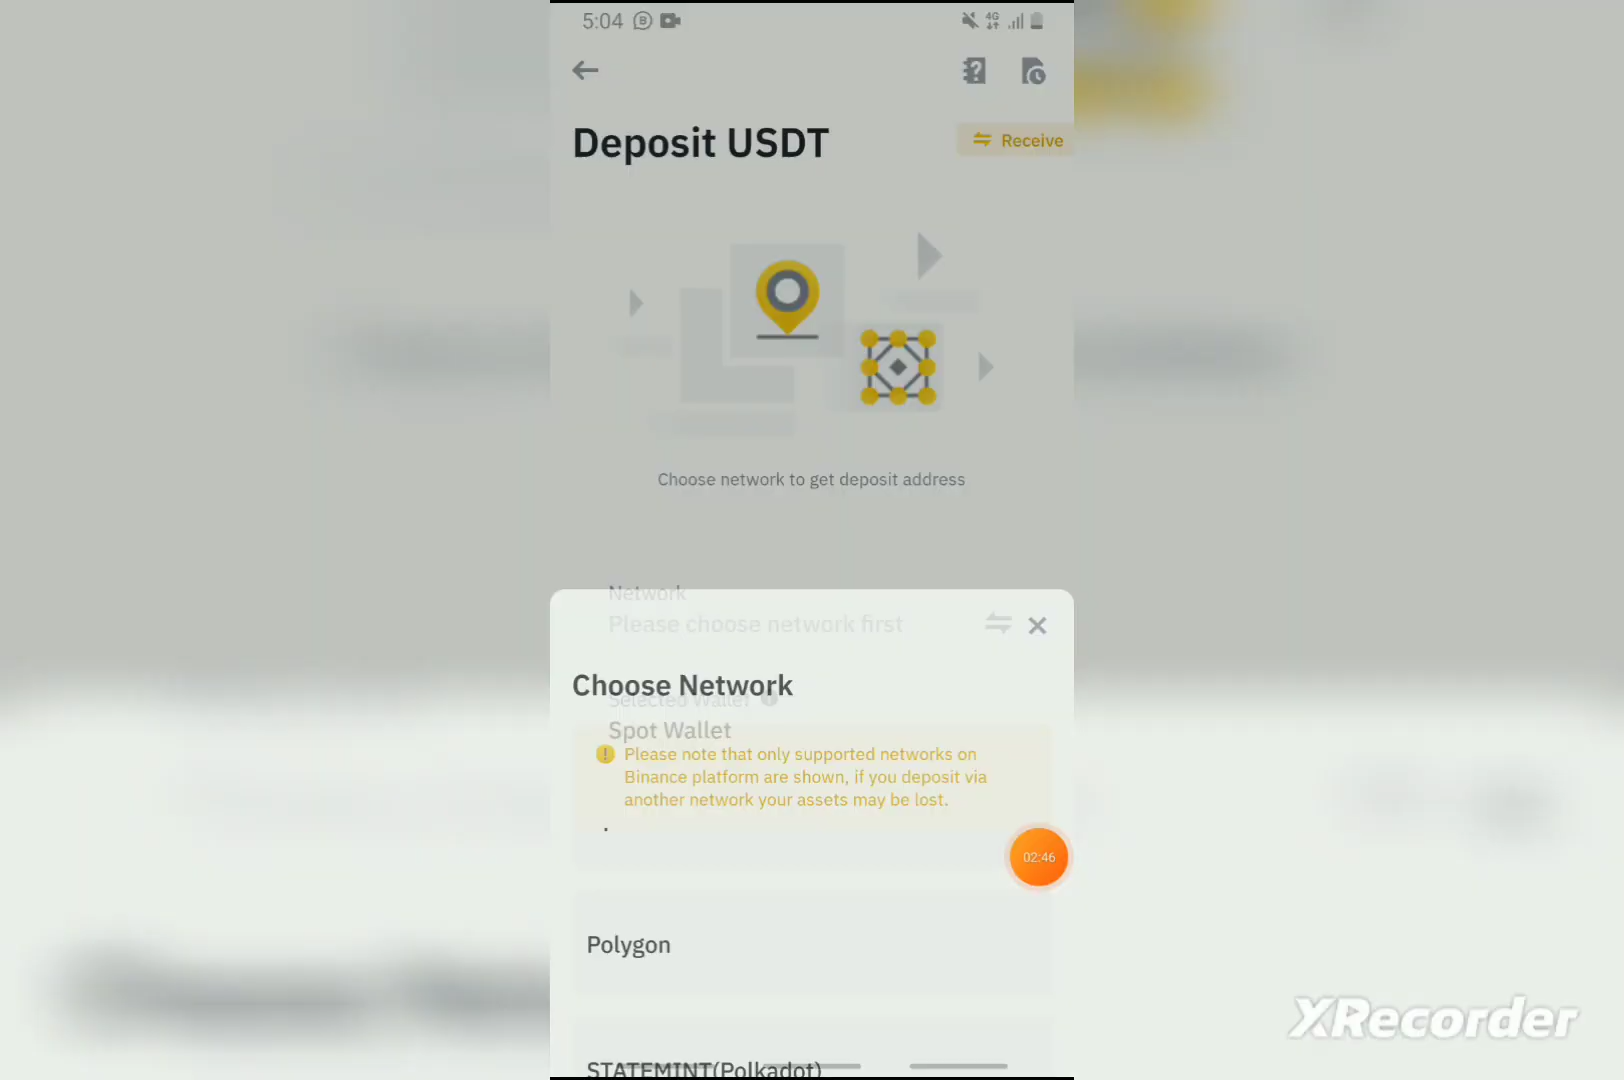 5:04
4G
Deposit USDT
Receive
Choose network to get deposit address
Network
Please choose network first
Choose Network
Selected Wallet
Spot Wallet
Please note that only supported networks on
Binance platform are shown, if you deposit via
another network your assets may be lost.
02:46
Polygon
STATEMINT(Polkadot)
XRecorder